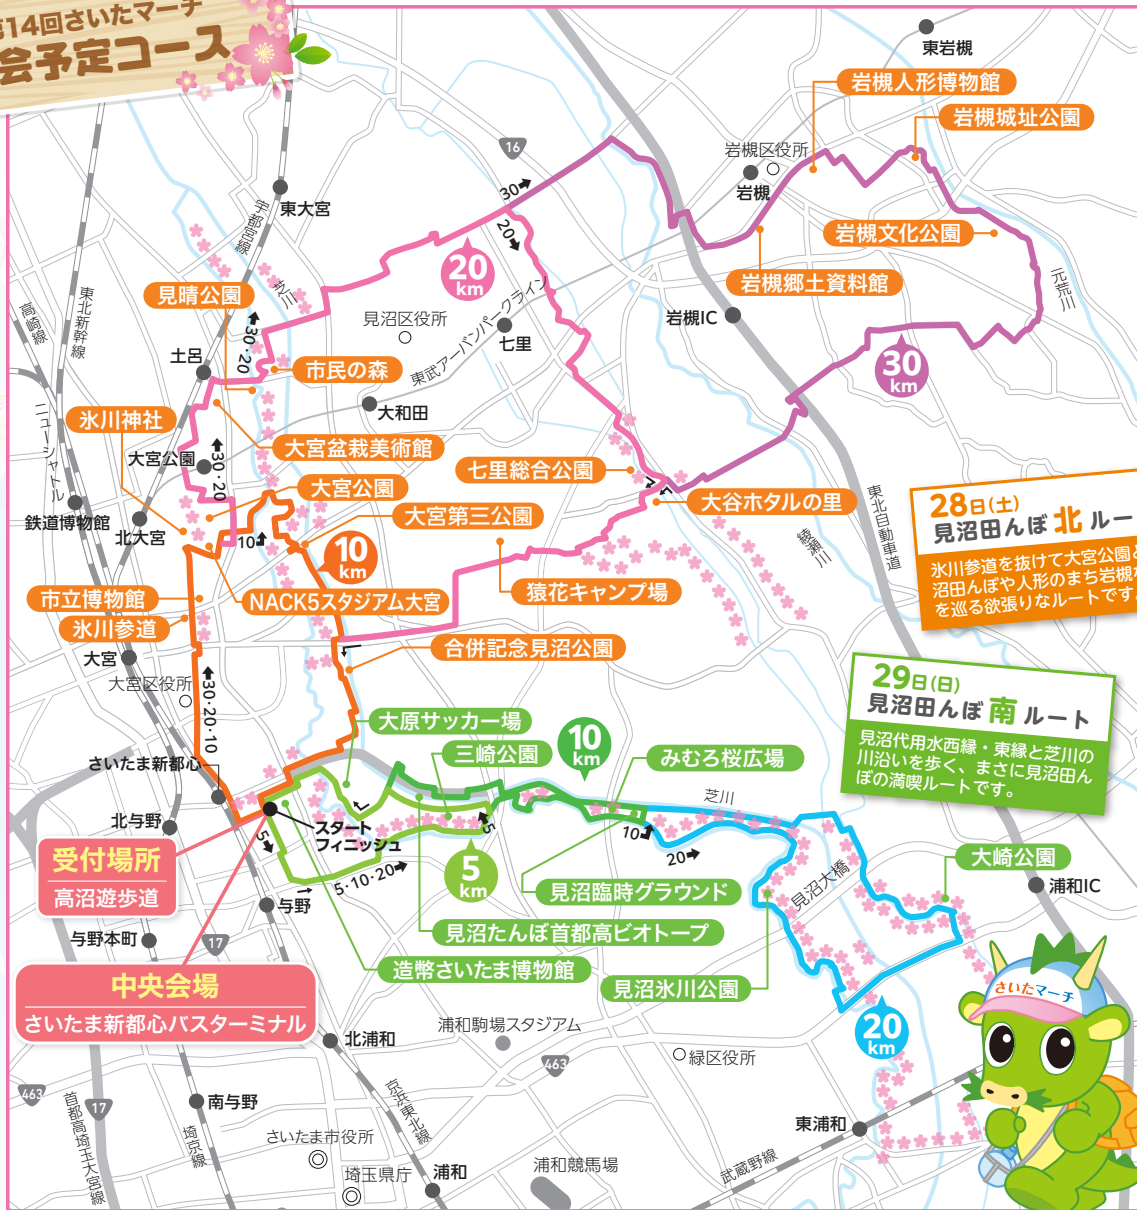 第14回さいたマーチ
会予定コース
東岩槻
岩槻人形博物館
岩槻城址公園
16
岩槻区役所
岩槻
30
20
東大宮
宇都宮線
岩槻文化公園
20
km
岩槻郷土資料館
元荒川
見晴公園
芝川
東北新幹線
高崎線
見沼区役所
七里
岩槻IC
30・20
土呂
市民の森
東武アーバンパークライン
30
km
大和田
氷川神社
大宮盆栽美術館
大宮公園
30・20
七里総合公園
大宮公園
大谷ホタルの里
ニューシャトル
鉄道博物館
北大宮
大宮第三公園
東北自動車道
綾瀬川
10
10
km
28日(土)
見沼田んぼ北ルー
氷川参道を抜けて大宮公園
沼田んぼや人形のまち岩槻
を巡る欲張りなルートです
市立博物館
NACK5スタジアム大宮
猿花キャンプ場
氷川参道
合併記念見沼公園
大宮
大宮区役所
30・20・10
29日(日)
見沼田んぼ南ルート
見沼代用水西縁・東縁と芝川の
川沿いを歩く、まさに見沼田ん
ぼの満喫ルートです。
大原サッカー場
三崎公園
10
km
みむろ桜広場
さいたま新都心
芝川
北与野
スタート
フィニッシュ
5
5
10
20
受付場所
高沼遊歩道
5・10・20
5
km
大崎公園
見沼大橋
浦和IC
見沼臨時グラウンド
与野
与野本町
17
見沼たんぼ首都高ビオトープ
造幣さいたま博物館
見沼氷川公園
中央会場
さいたま新都心バスターミナル
さいたマーチ
20
km
北浦和
浦和駒場スタジアム
463
緑区役所
463
17
首都高埼玉大宮線
南与野
埼京線
京浜東北線
さいたま市役所
埼玉県庁
浦和
浦和競馬場
東浦和
武蔵野線